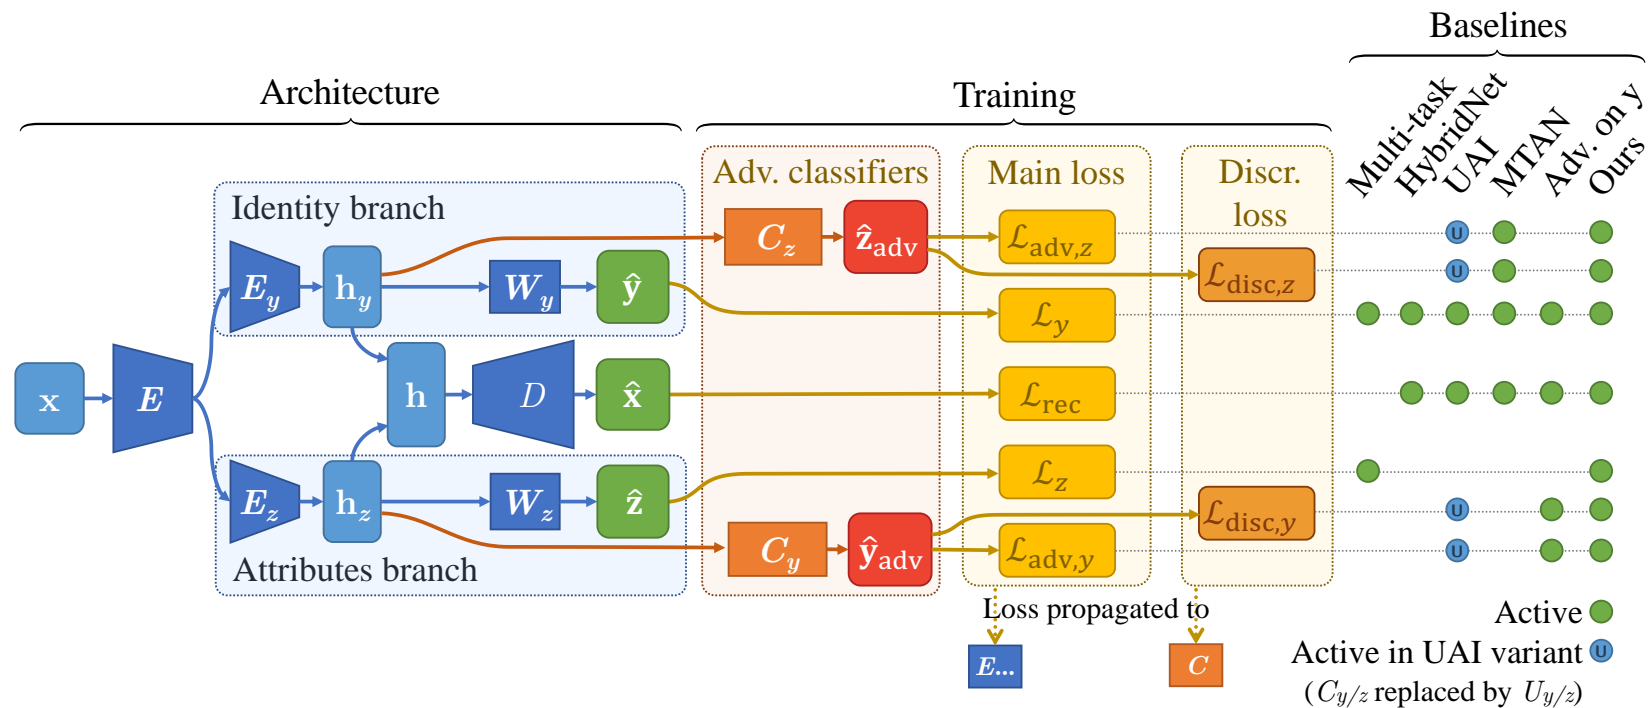 Baselines
Architecture
Training
Multi-task
HybridNet
UAI
MTAN
Adv. on y
Ours
Adv. classifiers
Main loss
Discr.
loss
Identity branch
C_z
ẑ_adv
ℒ_adv,z
U
E_y
h_y
W_y
ŷ
ℒ_disc,z
U
ℒ_y
x
E
h
D
x̂
ℒ_rec
E_z
h_z
W_z
ẑ
ℒ_z
ℒ_disc,y
U
Attributes branch
C_y
ŷ_adv
ℒ_adv,y
U
Loss propagated to
E...
C
Active
Active in UAI variant U
(C_y/z replaced by U_y/z)